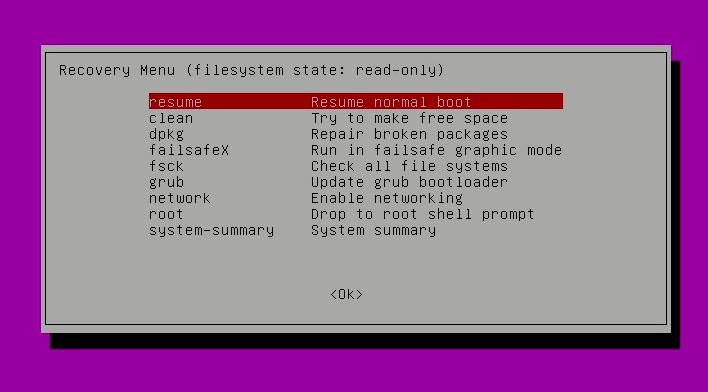 Recovery Menu (filesystem state: read-only)
resume Resume normal boot
clean Try to make free space
dpkg Repair broken packages
failsafeX Run in failsafe graphic mode
fsck Check all file systems
grub Update grub bootloader
network Enable networking
root Drop to root shell prompt
system-summary System summary
<Ok>